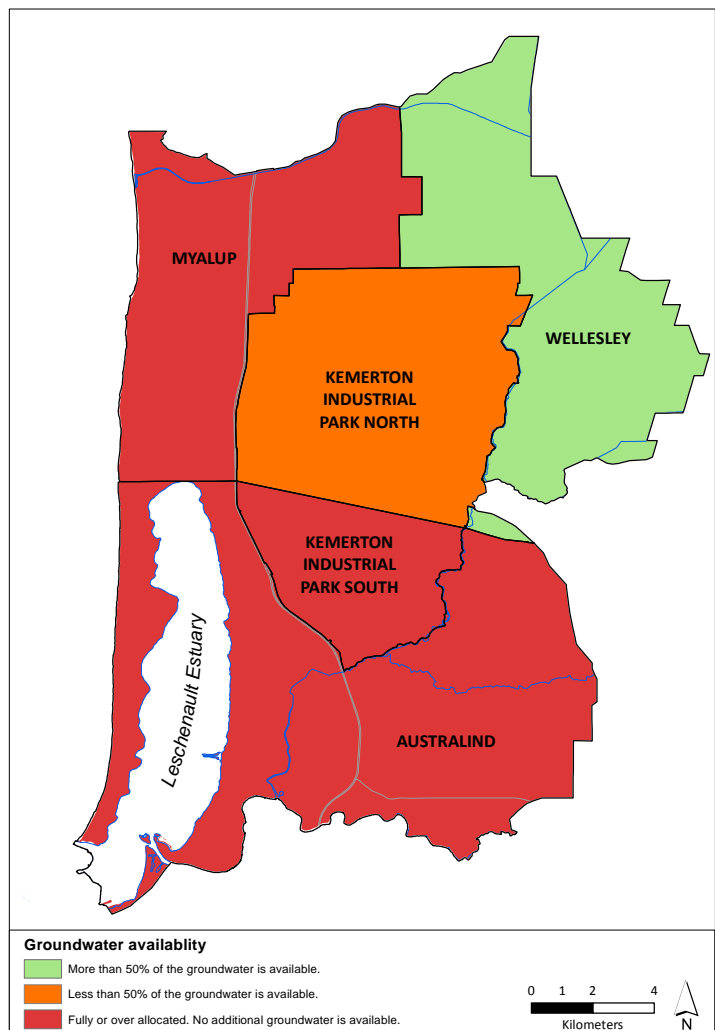 MYALUP
WELLESLEY
KEMERTON
INDUSTRIAL
PARK NORTH
KEMERTON
INDUSTRIAL
PARK SOUTH
Leschenault Estuary
AUSTRALIND
Groundwater availablity
More than 50% of the groundwater is available.
Less than 50% of the groundwater is available.
Fully or over allocated. No additional groundwater is available.
0 1 2 4
Kilometers
N